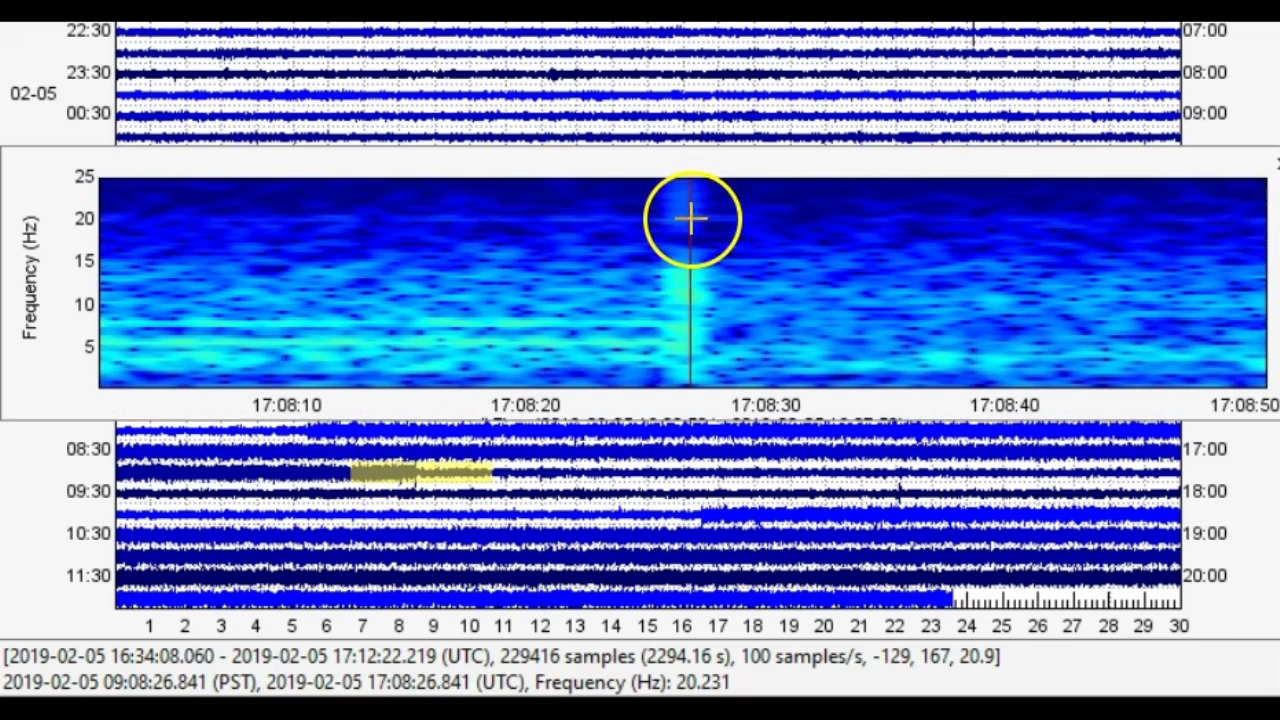 22:30 07:00
23:30 08:00
02-05
00:30 09:00
25
20
15
10
5
Frequency (Hz)
17:08:10 17:08:20 17:08:30 17:08:40 17:08:50
08:30 17:00
09:30 18:00
10:30 19:00
11:30 20:00
1 2 3 4 5 6 7 8 9 10 11 12 13 14 15 16 17 18 19 20 21 22 23 24 25 26 27 28 29 30
[2019-02-05 16:34:08.060 - 2019-02-05 17:12:22.219 (UTC), 229416 samples (2294.16 s), 100 samples/s, -129, 167, 20.9]
2019-02-05 09:08:26.841 (PST), 2019-02-05 17:08:26.841 (UTC), Frequency (Hz): 20.231